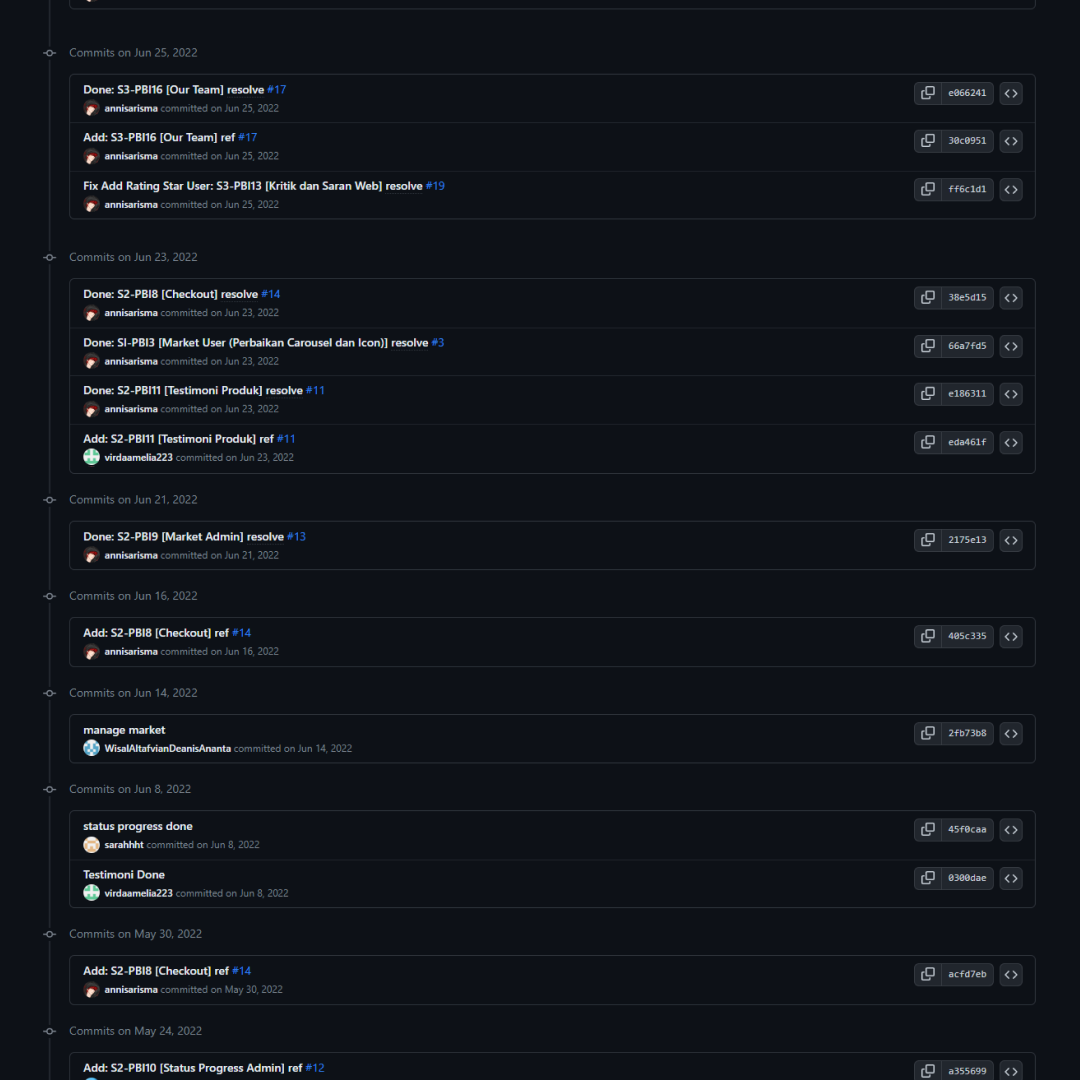 Commits on Jun 25, 2022
Done: S3-PBI16 [Our Team] resolve #17
e066241
annisarisma committed on Jun 25, 2022
Add: S3-PBI16 [Our Team] ref #17
30c0951
annisarisma committed on Jun 25, 2022
Fix Add Rating Star User: S3-PBI13 [Kritik dan Saran Web] resolve #19
ff6c1d1
annisarisma committed on Jun 25, 2022
Commits on Jun 23, 2022
Done: S2-PBI8 [Checkout] resolve #14
38e5d15
annisarisma committed on Jun 23, 2022
Done: SI-PBI3 [Market User (Perbaikan Carousel dan Icon)] resolve #3
66a7fd5
annisarisma committed on Jun 23, 2022
Done: S2-PBI11 [Testimoni Produk] resolve #11
e186311
annisarisma committed on Jun 23, 2022
Add: S2-PBI11 [Testimoni Produk] ref #11
eda461f
virdaamelia223 committed on Jun 23, 2022
Commits on Jun 21, 2022
Done: S2-PBI9 [Market Admin] resolve #13
2175e13
annisarisma committed on Jun 21, 2022
Commits on Jun 16, 2022
Add: S2-PBI8 [Checkout] ref #14
405c335
annisarisma committed on Jun 16, 2022
Commits on Jun 14, 2022
manage market
2fb73b8
WisalAltafvianDeanisAnanta committed on Jun 14, 2022
Commits on Jun 8, 2022
status progress done
45f0caa
sarahhht committed on Jun 8, 2022
Testimoni Done
0300dae
virdaamelia223 committed on Jun 8, 2022
Commits on May 30, 2022
Add: S2-PBI8 [Checkout] ref #14
acfd7eb
annisarisma committed on May 30, 2022
Commits on May 24, 2022
Add: S2-PBI10 [Status Progress Admin] ref #12
a355699